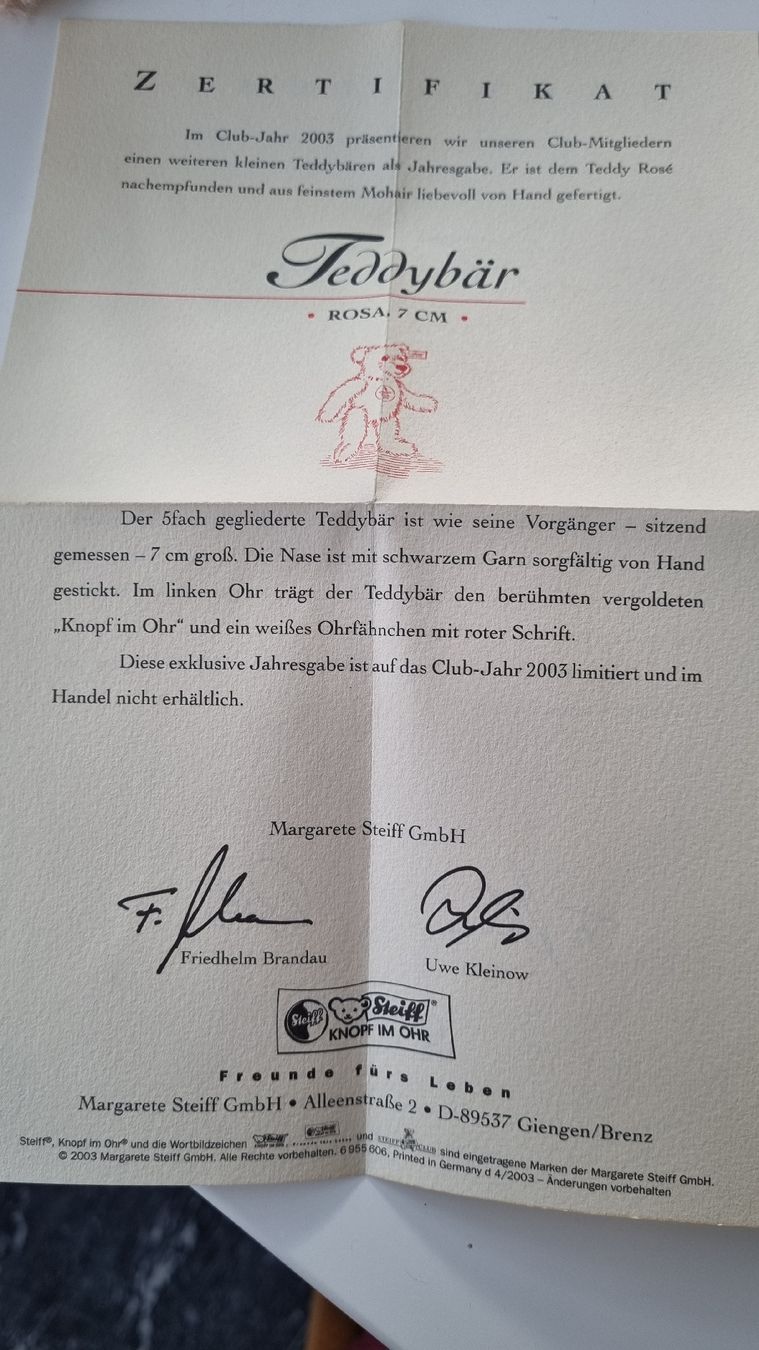 ZERTIFIKAT
Im Club-Jahr 2003 präsentieren wir unseren Club-Mitgliedern
einen weiteren kleinen Teddybären als Jahresgabe. Er ist dem Teddy Rosé
nachempfunden und aus feinstem Mohair liebevoll von Hand gefertigt.
Teddybär
• ROSA, 7 CM •
Der 5fach gegliederte Teddybär ist wie seine Vorgänger – sitzend
gemessen – 7 cm groß. Die Nase ist mit schwarzem Garn sorgfältig von Hand
gestickt. Im linken Ohr trägt der Teddybär den berühmten vergoldeten
„Knopf im Ohr“ und ein weißes Ohrfähnchen mit roter Schrift.
Diese exklusive Jahresgabe ist auf das Club-Jahr 2003 limitiert und im
Handel nicht erhältlich.
Margarete Steiff GmbH
Friedhelm Brandau
Uwe Kleinow
Steiff Steiff®
KNOPF IM OHR
Freunde fürs Leben
Margarete Steiff GmbH • Alleenstraße 2 • D-89537 Giengen/Brenz
Steiff®, Knopf im Ohr® und die Wortbildzeichen und sind eingetragene Marken der Margarete Steiff GmbH.
© 2003 Margarete Steiff GmbH. Alle Rechte vorbehalten. 6 955 606, Printed in Germany d 4/2003 – Änderungen vorbehalten